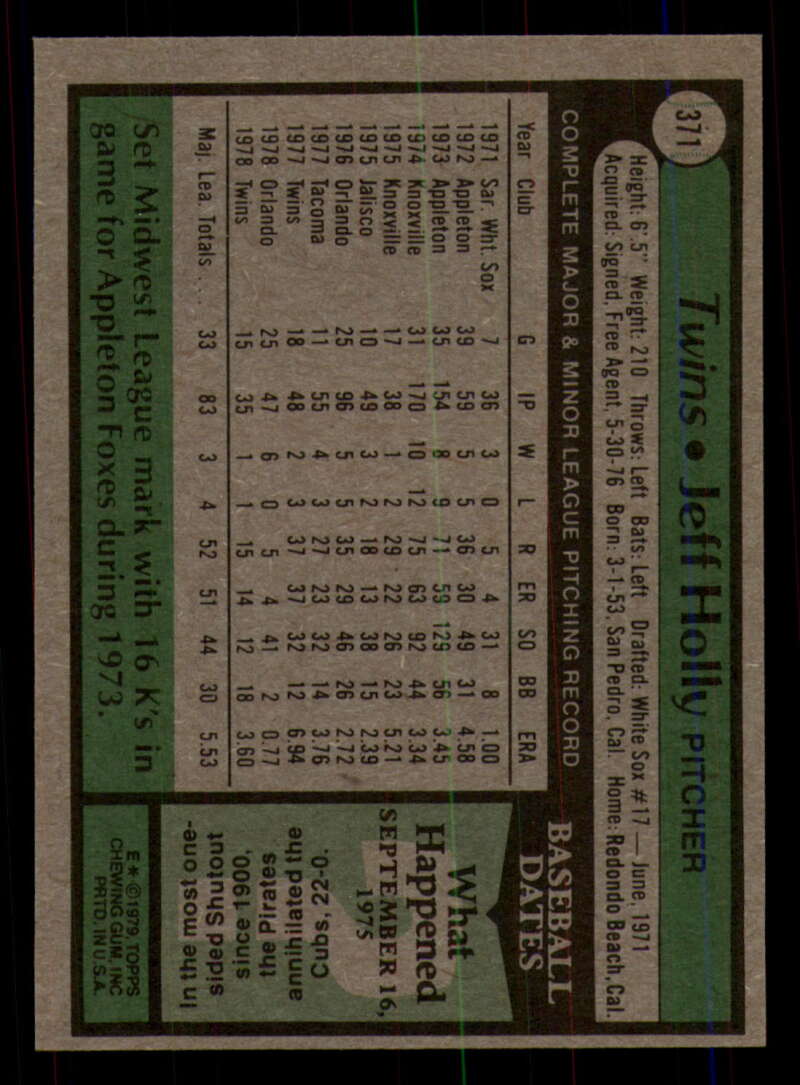 371
Twins • Jeff Holly PITCHER
Height: 6'.5" Weight: 210 Throws: Left Bats: Left Drafted: White Sox #17 — June, 1971
Acquired: Signed, Free Agent, 5-30-76 Born: 3-1-53, San Pedro, Cal. Home: Redondo Beach, Cal.
COMPLETE MAJOR & MINOR LEAGUE PITCHING RECORD
Year Club G IP W L R ER SO BB ERA
1971 Sar. Wht. Sox 7 36 3 0 5 4 31 8 1.00
1972 Appleton 39 59 5 5 36 30 49 31 4.58
1973 Appleton 35 154 8 9 71 59 129 56 3.45
1974 Knoxville 31 170 10 12 75 63 92 44 3.34
1975 Knoxville 17 38 1 2 29 22 26 23 5.21
1975 Jalisco 10 49 3 2 18 13 38 15 2.39
1976 Orlando 25 96 5 5 35 29 46 26 2.72
1977 Tacoma 11 55 4 3 27 23 32 14 3.76
1977 Twins 18 48 2 3 37 37 32 12 6.94
1978 Orlando 25 47 6 0 5 4 41 2 0.77
1978 Twins 15 35 1 1 15 14 12 18 3.60
Maj. Lea. Totals .... 33 83 3 4 52 51 44 30 5.53
Set Midwest League mark with 16 K's in
game for Appleton Foxes during 1973.
BASEBALL
DATES
What
Happened
SEPTEMBER 16,
1975
In the most one-
sided Shutout
since 1900,
the Pirates
annihilated the
Cubs, 22-0.
E * © 1979 TOPPS
CHEWING GUM, INC.
PRTD. IN U.S.A.